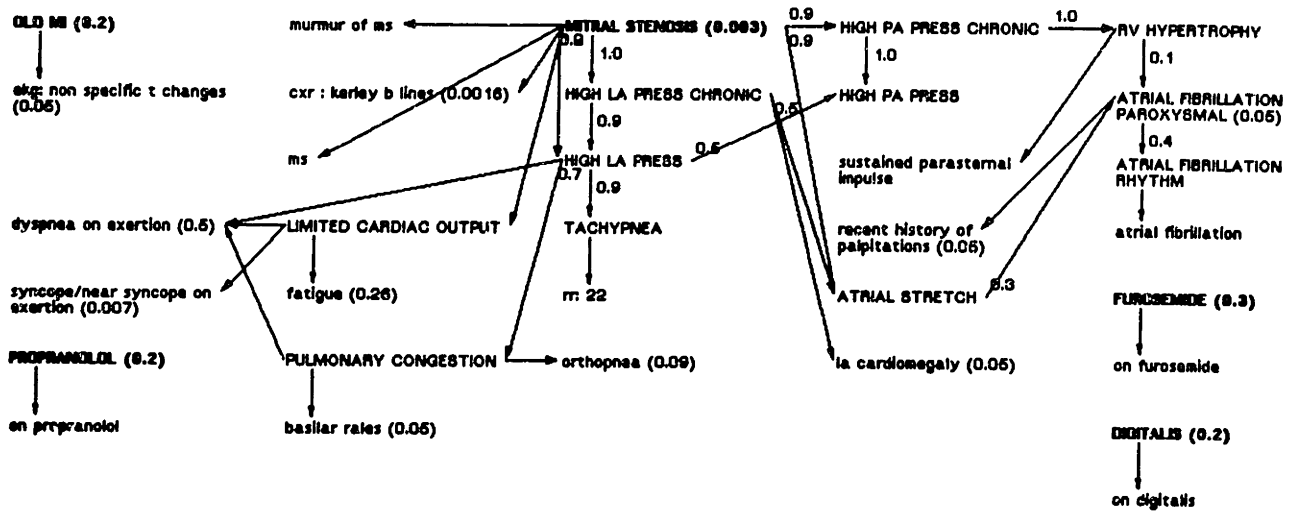 OLD MI (0.2)
murmur of ms
MITRAL STENOSIS (0.003)
0.9
0.9
HIGH PA PRESS CHRONIC
1.0
RV HYPERTROPHY
0.9
1.0
1.0
0.1
ekg: non specific t changes
(0.05)
cxr : kerley b lines (0.0016)
HIGH LA PRESS CHRONIC
0.5
HIGH PA PRESS
ATRIAL FIBRILLATION
PAROXYSMAL (0.05)
0.9
0.4
ms
HIGH LA PRESS
0.5
sustained parasternal
impulse
ATRIAL FIBRILLATION
RHYTHM
0.7
0.9
dyspnea on exertion (0.5)
LIMITED CARDIAC OUTPUT
TACHYPNEA
recent history of
palpitations (0.06)
atrial fibrillation
syncope/near syncope on
exertion (0.007)
fatigue (0.26)
rr: 22
ATRIAL STRETCH
0.3
FUROSEMIDE (0.3)
PROPRANOLOL (0.2)
PULMONARY CONGESTION
orthopnea (0.09)
la cardiomegaly (0.05)
on furosemide
on propranolol
basilar rales (0.05)
DIGITALIS (0.2)
on digitalis